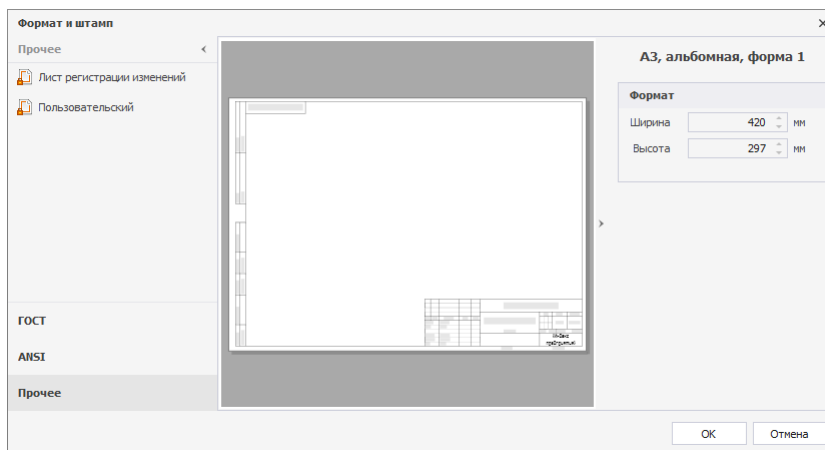 Формат и штамп
Прочее
Лист регистрации изменений
Пользовательский
ГОСТ
ANSI
Прочее
А3, альбомная, форма 1
Формат
Ширина 420 мм
Высота 297 мм
ОК Отмена